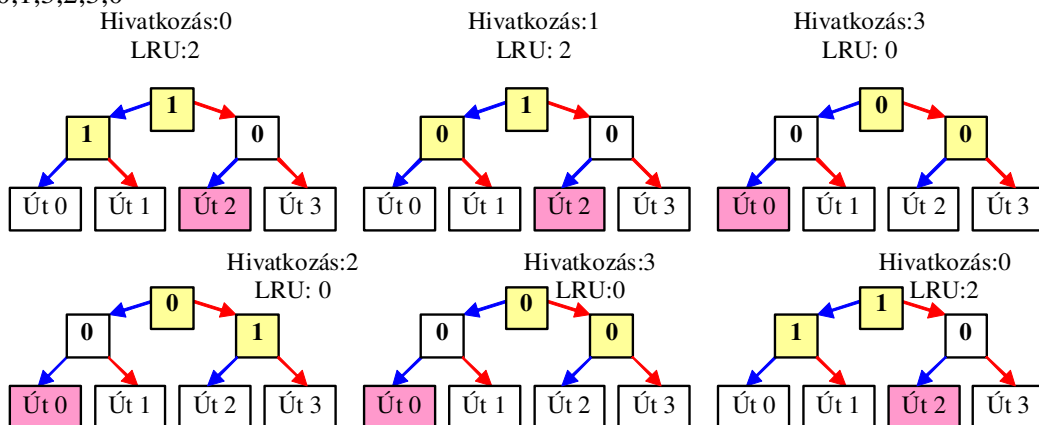 Hivatkozás:0
LRU:2
1
1
0
Út 0 Út 1 Út 2 Út 3
Hivatkozás:1
LRU: 2
1
0
0
Út 0 Út 1 Út 2 Út 3
Hivatkozás:3
LRU: 0
0
0
0
Út 0 Út 1 Út 2 Út 3
Hivatkozás:2
LRU: 0
0
0
1
Út 0 Út 1 Út 2 Út 3
Hivatkozás:3
LRU:0
0
0
0
Út 0 Út 1 Út 2 Út 3
Hivatkozás:0
LRU:2
1
1
0
Út 0 Út 1 Út 2 Út 3